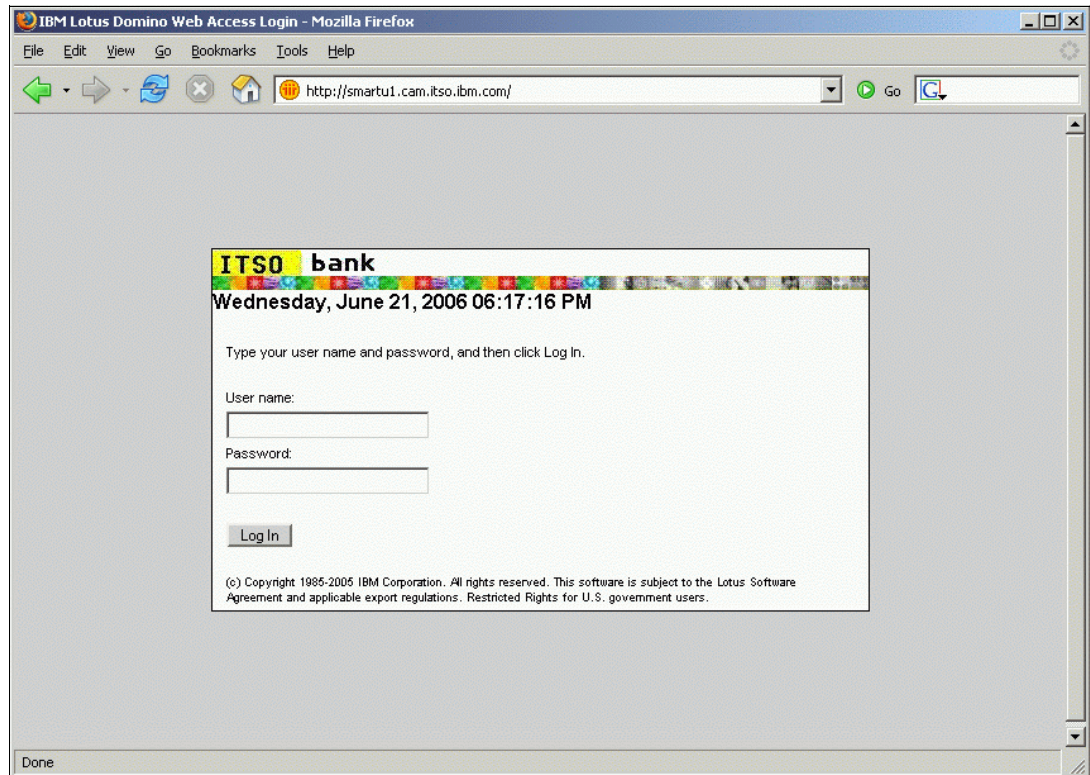 IBM Lotus Domino Web Access Login - Mozilla Firefox
File Edit View Go Bookmarks Tools Help
http://smartu1.cam.itso.ibm.com/ Go G
ITSO bank
Wednesday, June 21, 2006 06:17:16 PM
Type your user name and password, and then click Log In.
User name:
Password:
Log In
(c) Copyright 1985-2005 IBM Corporation. All rights reserved. This software is subject to the Lotus Software
Agreement and applicable export regulations. Restricted Rights for U.S. government users.
Done